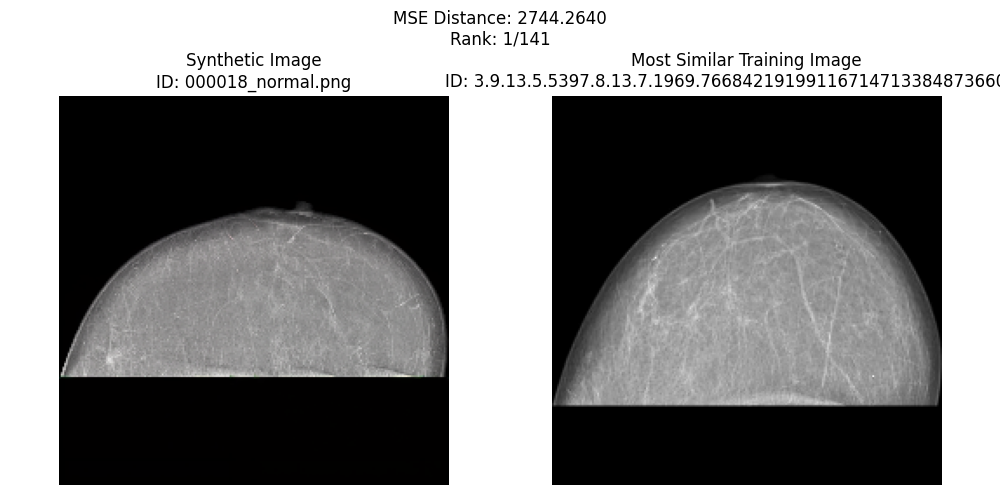 MSE Distance: 2744.2640
Rank: 1/141
Synthetic Image
ID: 000018_normal.png
Most Similar Training Image
ID: 3.9.13.5.5397.8.13.7.1969.76684219199116714713384873660